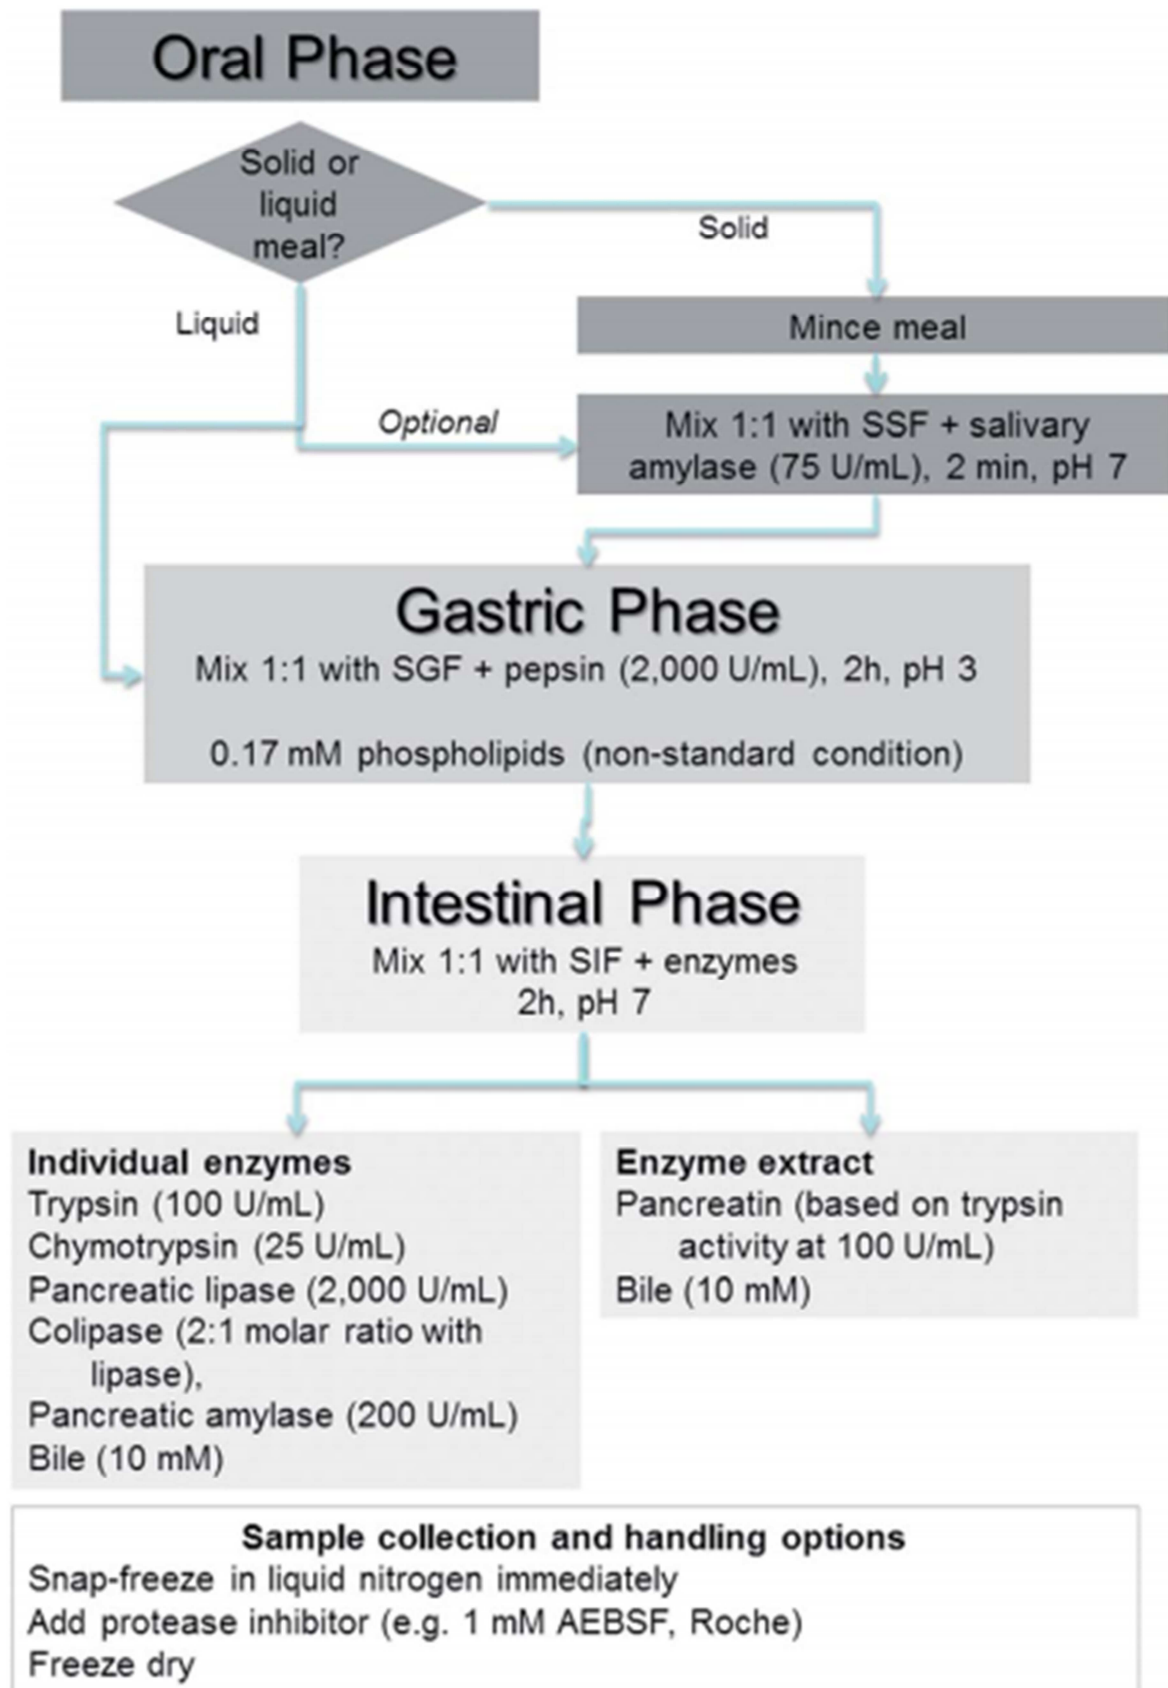 Oral Phase
Solid or
liquid
meal?
Solid
Liquid
Mince meal
Optional
Mix 1:1 with SSF + salivary
amylase (75 U/mL), 2 min, pH 7
Gastric Phase
Mix 1:1 with SGF + pepsin (2,000 U/mL), 2h, pH 3
0.17 mM phospholipids (non-standard condition)
Intestinal Phase
Mix 1:1 with SIF + enzymes
2h, pH 7
Individual enzymes
Trypsin (100 U/mL)
Chymotrypsin (25 U/mL)
Pancreatic lipase (2,000 U/mL)
Colipase (2:1 molar ratio with
lipase),
Pancreatic amylase (200 U/mL)
Bile (10 mM)
Enzyme extract
Pancreatin (based on trypsin
activity at 100 U/mL)
Bile (10 mM)
Sample collection and handling options
Snap-freeze in liquid nitrogen immediately
Add protease inhibitor (e.g. 1 mM AEBSF, Roche)
Freeze dry